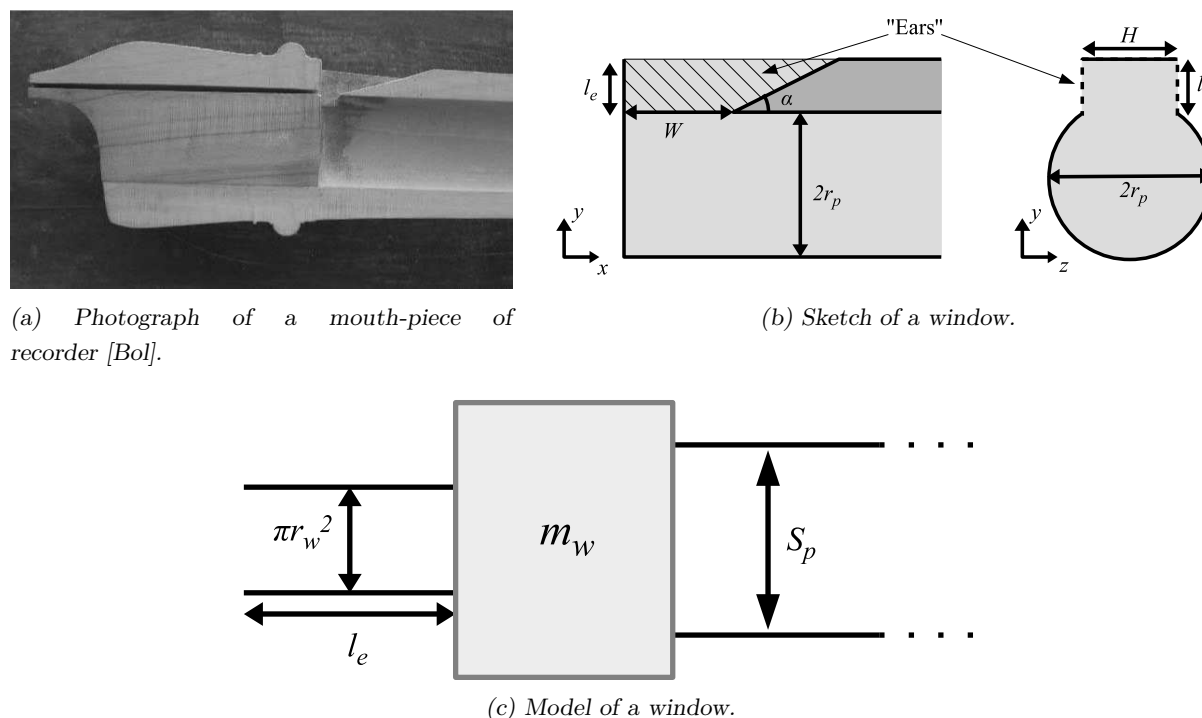 "Ears"
H
l_e
α
W
2r_p
y
x
l
2r_p
y
z
(a) Photograph of a mouth-piece of
recorder [Bol].
(b) Sketch of a window.
πr_w^2
m_w
S_p
l_e
(c) Model of a window.